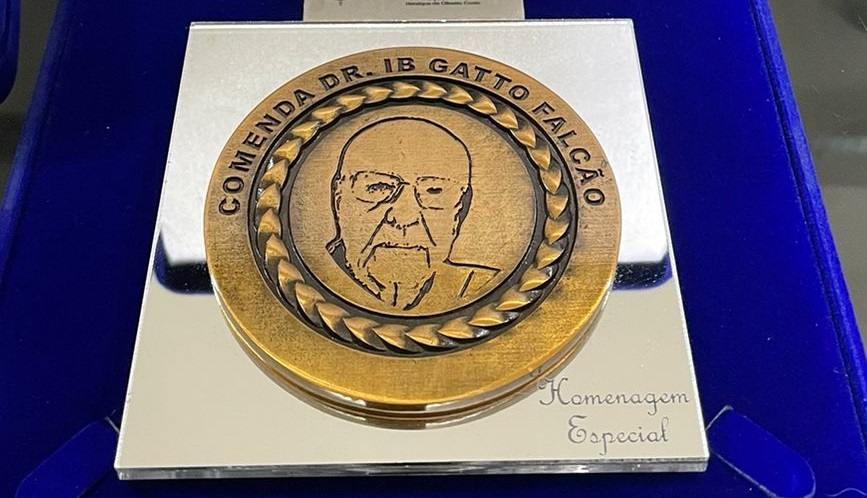 COMENDA DR. IB GATTO FALCÃO
Homenagem
Especial